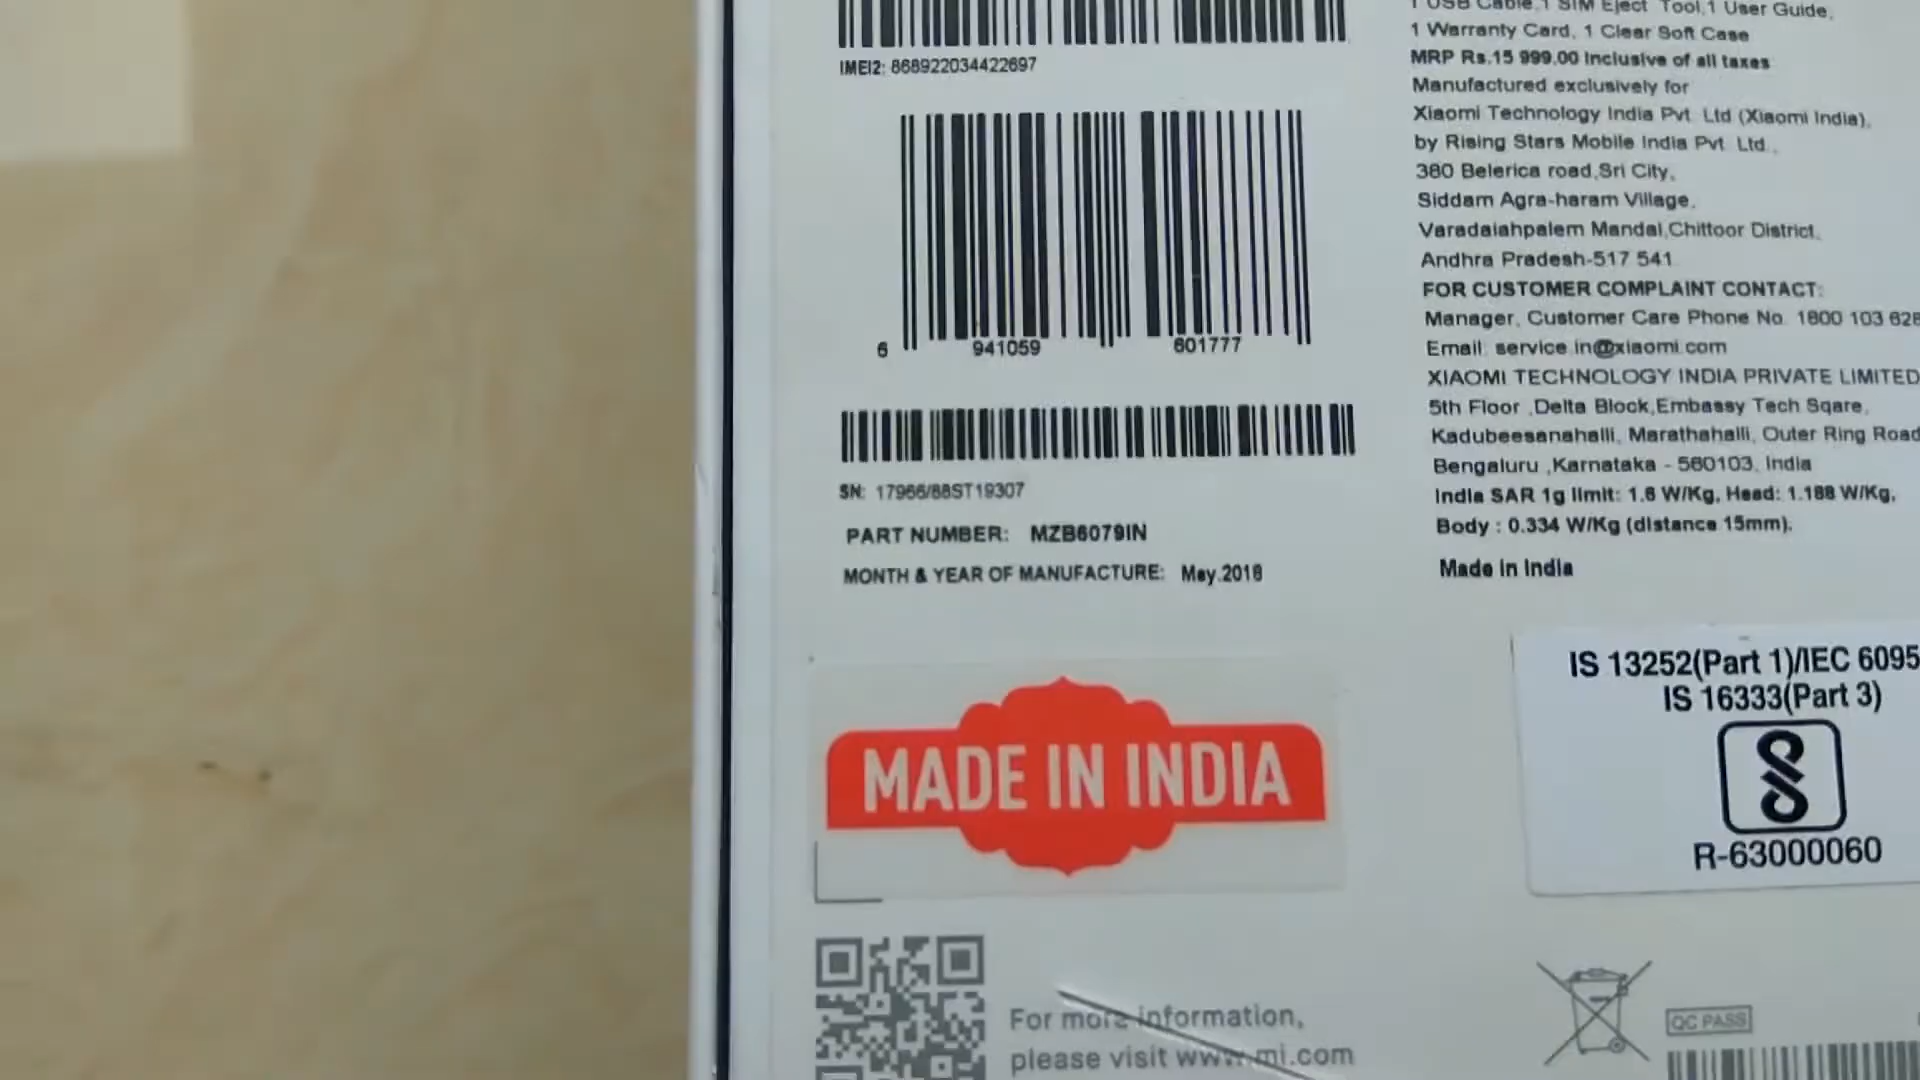 IMEI2: 868922034422697
6 941059 601777
SN: 17966/88ST19307
PART NUMBER: MZB6079IN
MONTH & YEAR OF MANUFACTURE: May.2018
MADE IN INDIA
For more information,
please visit www.mi.com
1 USB Cable,1 SIM Eject Tool,1 User Guide,
1 Warranty Card, 1 Clear Soft Case
MRP Rs.15 999.00 Inclusive of all taxes
Manufactured exclusively for
Xiaomi Technology India Pvt. Ltd (Xiaomi India),
by Rising Stars Mobile India Pvt. Ltd.,
380 Belerica road,Sri City,
Siddam Agra-haram Village,
Varadaiahpalem Mandal,Chittoor District,
Andhra Pradesh-517 541
FOR CUSTOMER COMPLAINT CONTACT:
Manager, Customer Care Phone No. 1800 103 628
Email: service.in@xiaomi.com
XIAOMI TECHNOLOGY INDIA PRIVATE LIMITED
5th Floor ,Delta Block,Embassy Tech Sqare,
Kadubeesanahalli, Marathahalli, Outer Ring Road
Bengaluru ,Karnataka - 560103, India
India SAR 1g limit: 1.6 W/Kg, Head: 1.188 W/Kg,
Body : 0.334 W/Kg (distance 15mm).
Made in India
IS 13252(Part 1)/IEC 6095
IS 16333(Part 3)
R-63000060
QC PASS